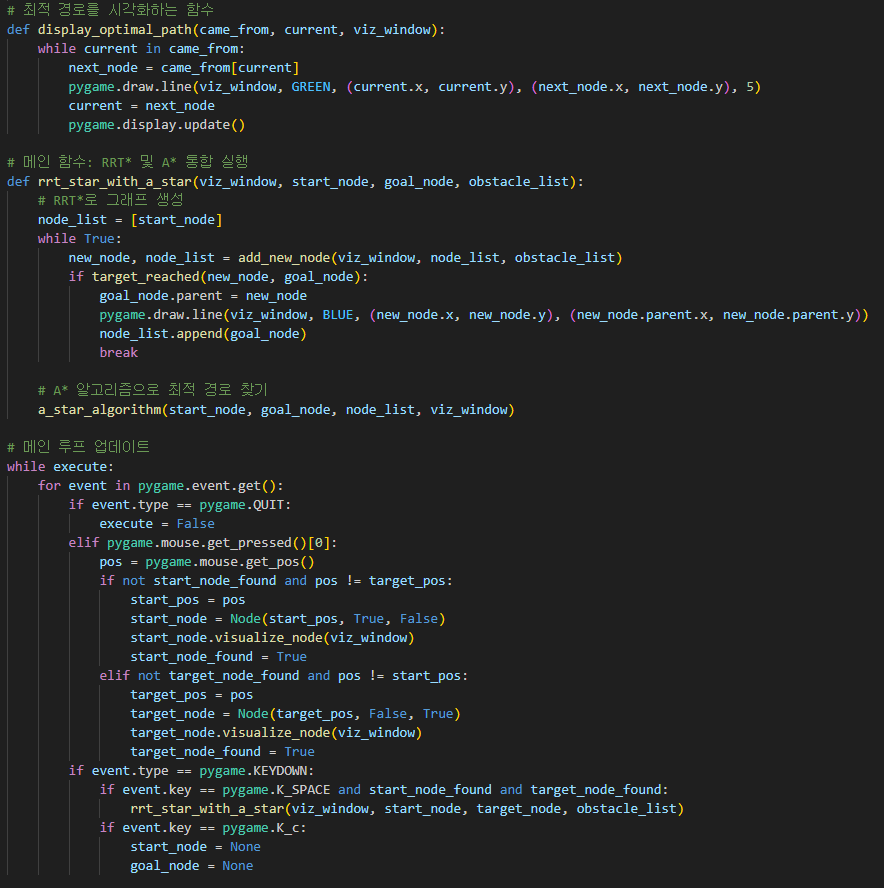 # 최적 경로를 시각화하는 함수
def display_optimal_path(came_from, current, viz_window):
    while current in came_from:
        next_node = came_from[current]
        pygame.draw.line(viz_window, GREEN, (current.x, current.y), (next_node.x, next_node.y), 5)
        current = next_node
        pygame.display.update()

# 메인 함수: RRT* 및 A* 통합 실행
def rrt_star_with_a_star(viz_window, start_node, goal_node, obstacle_list):
    # RRT*로 그래프 생성
    node_list = [start_node]
    while True:
        new_node, node_list = add_new_node(viz_window, node_list, obstacle_list)
        if target_reached(new_node, goal_node):
            goal_node.parent = new_node
            pygame.draw.line(viz_window, BLUE, (new_node.x, new_node.y), (new_node.parent.x, new_node.parent.y))
            node_list.append(goal_node)
            break

    # A* 알고리즘으로 최적 경로 찾기
    a_star_algorithm(start_node, goal_node, node_list, viz_window)

# 메인 루프 업데이트
while execute:
    for event in pygame.event.get():
        if event.type == pygame.QUIT:
            execute = False
        elif pygame.mouse.get_pressed()[0]:
            pos = pygame.mouse.get_pos()
            if not start_node_found and pos != target_pos:
                start_pos = pos
                start_node = Node(start_pos, True, False)
                start_node.visualize_node(viz_window)
                start_node_found = True
            elif not target_node_found and pos != start_pos:
                target_pos = pos
                target_node = Node(target_pos, False, True)
                target_node.visualize_node(viz_window)
                target_node_found = True
        if event.type == pygame.KEYDOWN:
            if event.key == pygame.K_SPACE and start_node_found and target_node_found:
                rrt_star_with_a_star(viz_window, start_node, target_node, obstacle_list)
            if event.key == pygame.K_c:
                start_node = None
                goal_node = None